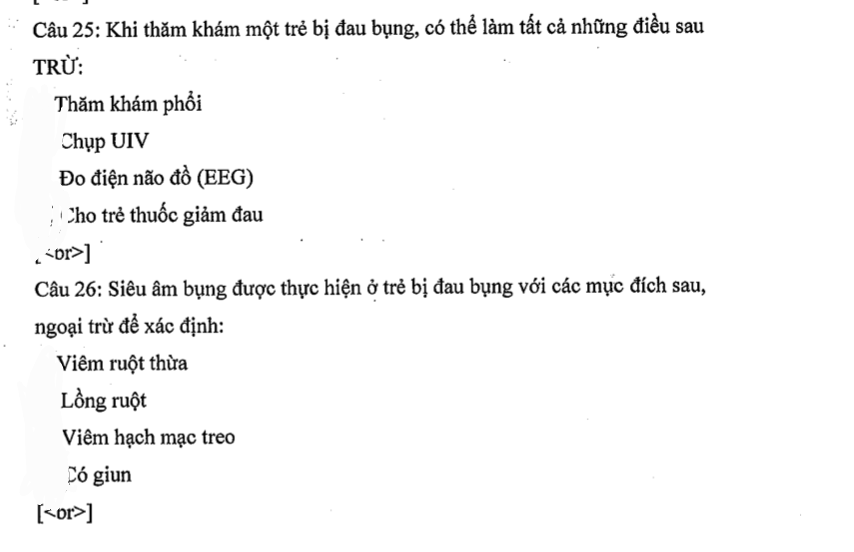 Câu 25: Khi thăm khám một trẻ bị đau bụng, có thể làm tất cả những điều sau
TRỪ:
Thăm khám phổi
Chụp UIV
Đo điện não đồ (EEG)
Cho trẻ thuốc giảm đau
<or>]
Câu 26: Siêu âm bụng được thực hiện ở trẻ bị đau bụng với các mục đích sau,
ngoại trừ để xác định:
Viêm ruột thừa
Lồng ruột
Viêm hạch mạc treo
Có giun
[<or>]